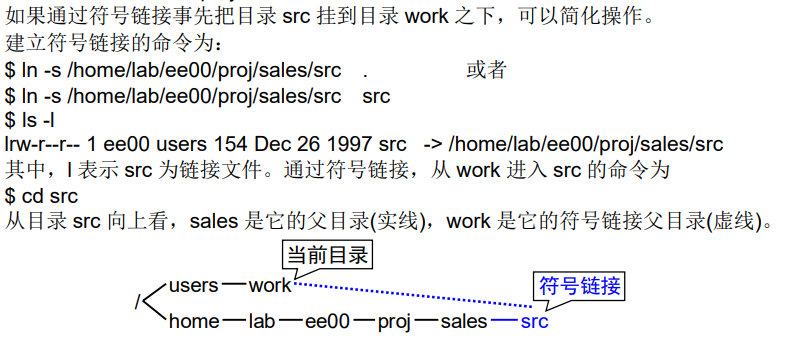 如果通过符号链接事先把目录 src 挂到目录 work 之下，可以简化操作。
建立符号链接的命令为：
$ ln -s /home/lab/ee00/proj/sales/src . 或者
$ ln -s /home/lab/ee00/proj/sales/src src
$ ls -l
lrw-r--r-- 1 ee00 users 154 Dec 26 1997 src -> /home/lab/ee00/proj/sales/src
其中，l 表示 src 为链接文件。通过符号链接，从 work 进入 src 的命令为
$ cd src
从目录 src 向上看，sales 是它的父目录(实线)，work 是它的符号链接父目录(虚线)。
当前目录
users work
符号链接
/
home lab ee00 proj sales src